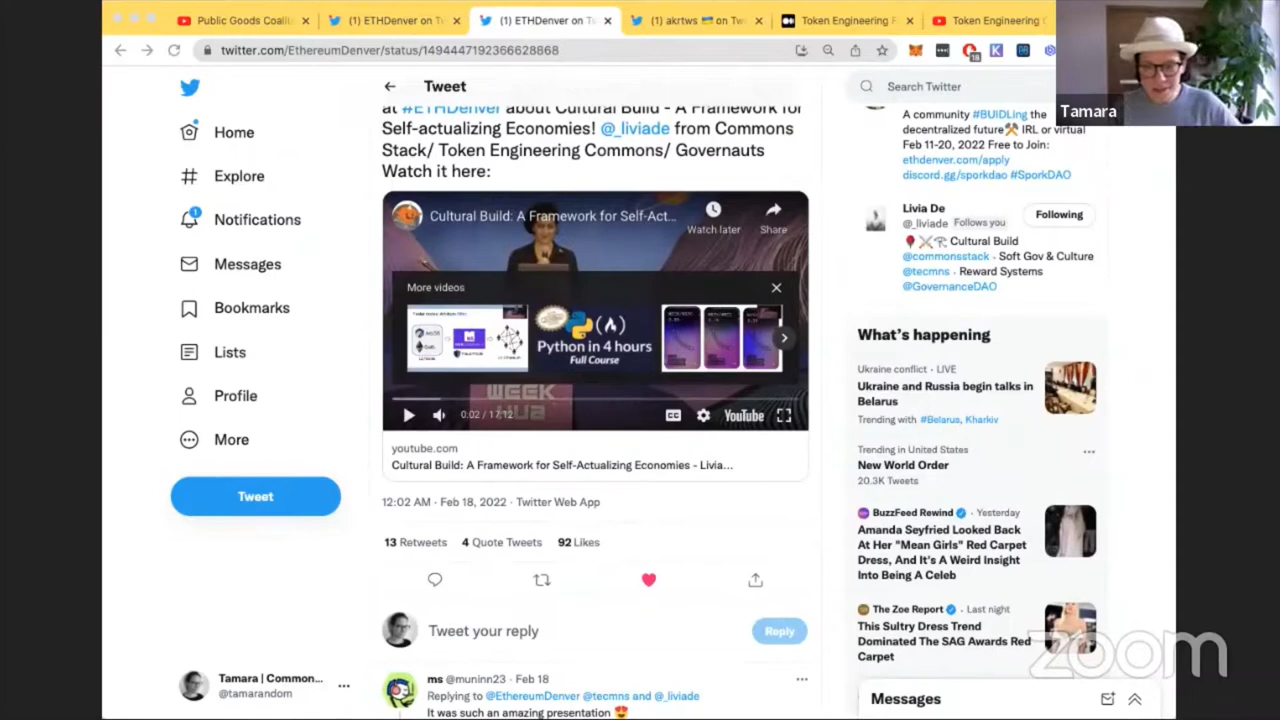 Public Goods Coali
(1) ETHDenver on T
(1) ETHDenver on T
(1) akrtws 🇺🇦 on Tw
Token Engineering
Token Engineering
twitter.com/EthereumDenver/status/1494447192366628868
18
Tamara
Home
Explore
1
Notifications
Messages
Bookmarks
Lists
Profile
More
Tweet
Tamara | Common...
@tamarandom
Tweet
at #ETHDenver about Cultural Build - A Framework for
Self-actualizing Economies! @_liviade from Commons
Stack/ Token Engineering Commons/ Governauts
Watch it here:
Cultural Build: A Framework for Self-Act...
Watch later
Share
More videos
Python in 4 hours
Full Course
WEEK
0:02 / 17:12
CC
YouTube
youtube.com
Cultural Build: A Framework for Self-Actualizing Economies - Livia...
12:02 AM · Feb 18, 2022 · Twitter Web App
13 Retweets 4 Quote Tweets 92 Likes
Tweet your reply
Reply
ms @muninn23 · Feb 18
Replying to @EthereumDenver @tecmns and @_liviade
It was such an amazing presentation 😍
Search Twitter
A community #BUIDLing the
decentralized future⚒️ IRL or virtual
Feb 11-20, 2022 Free to Join:
ethdenver.com/apply
discord.gg/sporkdao #SporkDAO
Livia De
@_liviade Follows you
Following
🌹⚔️⚒️ Cultural Build
@commonsstack - Soft Gov & Culture
@tecmns - Reward Systems
@GovernanceDAO
What's happening
Ukraine conflict · LIVE
Ukraine and Russia begin talks in
Belarus
Trending with #Belarus, Kharkiv
Trending in United States
New World Order
20.3K Tweets
BuzzFeed Rewind · Yesterday
Amanda Seyfried Looked Back
At Her "Mean Girls" Red Carpet
Dress, And It's A Weird Insight
Into Being A Celeb
The Zoe Report · Last night
This Sultry Dress Trend
Dominated The SAG Awards Red
Carpet
Messages
zoom